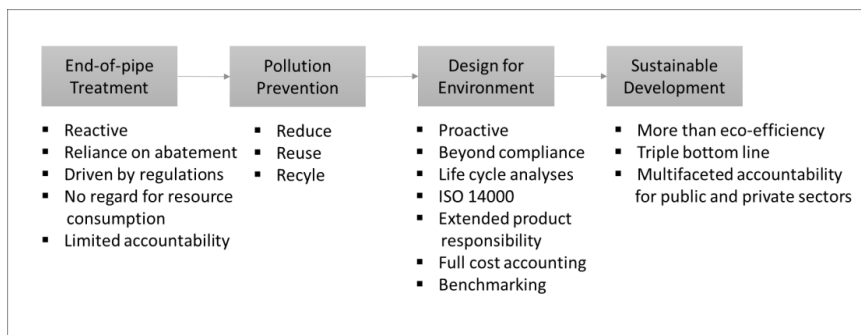 End-of-pipe
Treatment
Pollution
Prevention
Design for
Environment
Sustainable
Development
▪ Reactive
▪ Reliance on abatement
▪ Driven by regulations
▪ No regard for resource
consumption
▪ Limited accountability
▪ Reduce
▪ Reuse
▪ Recyle
▪ Proactive
▪ Beyond compliance
▪ Life cycle analyses
▪ ISO 14000
▪ Extended product
responsibility
▪ Full cost accounting
▪ Benchmarking
▪ More than eco-efficiency
▪ Triple bottom line
▪ Multifaceted accountability
for public and private sectors